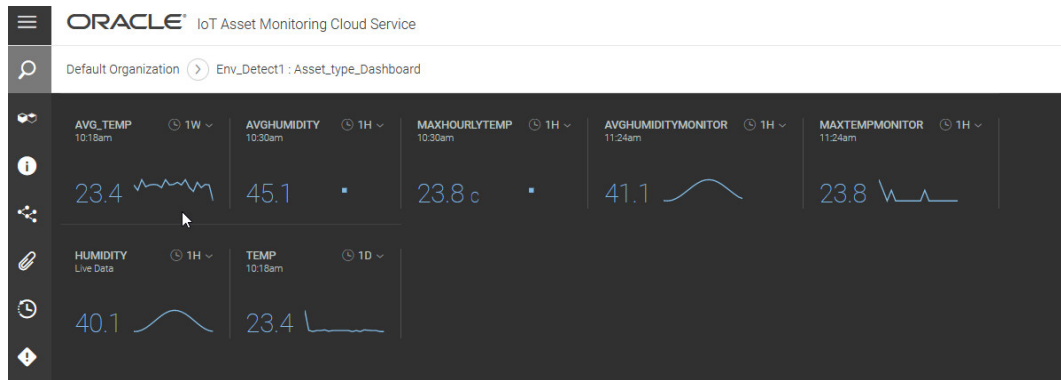 ORACLE® IoT Asset Monitoring Cloud Service
Default Organization > Env_Detect1 : Asset_type_Dashboard
AVG_TEMP 1W
10:18am
23.4
AVGHUMIDITY 1H
10:30am
45.1
MAXHOURLYTEMP 1H
10:30am
23.8 c
AVGHUMIDITYMONITOR 1H
11:24am
41.1
MAXTEMPMONITOR 1H
11:24am
23.8
HUMIDITY 1H
Live Data
40.1
TEMP 1D
10:18am
23.4